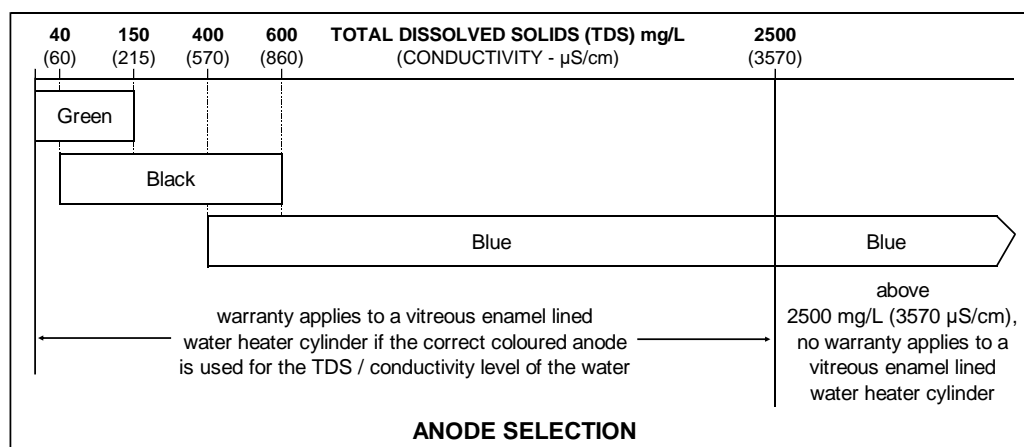 40 150 400 600 TOTAL DISSOLVED SOLIDS (TDS) mg/L 2500
(60) (215) (570) (860) (CONDUCTIVITY - µS/cm) (3570)
Green
Black
Blue Blue
warranty applies to a vitreous enamel lined
water heater cylinder if the correct coloured anode
is used for the TDS / conductivity level of the water
above
2500 mg/L (3570 µS/cm),
no warranty applies to a
vitreous enamel lined
water heater cylinder
ANODE SELECTION